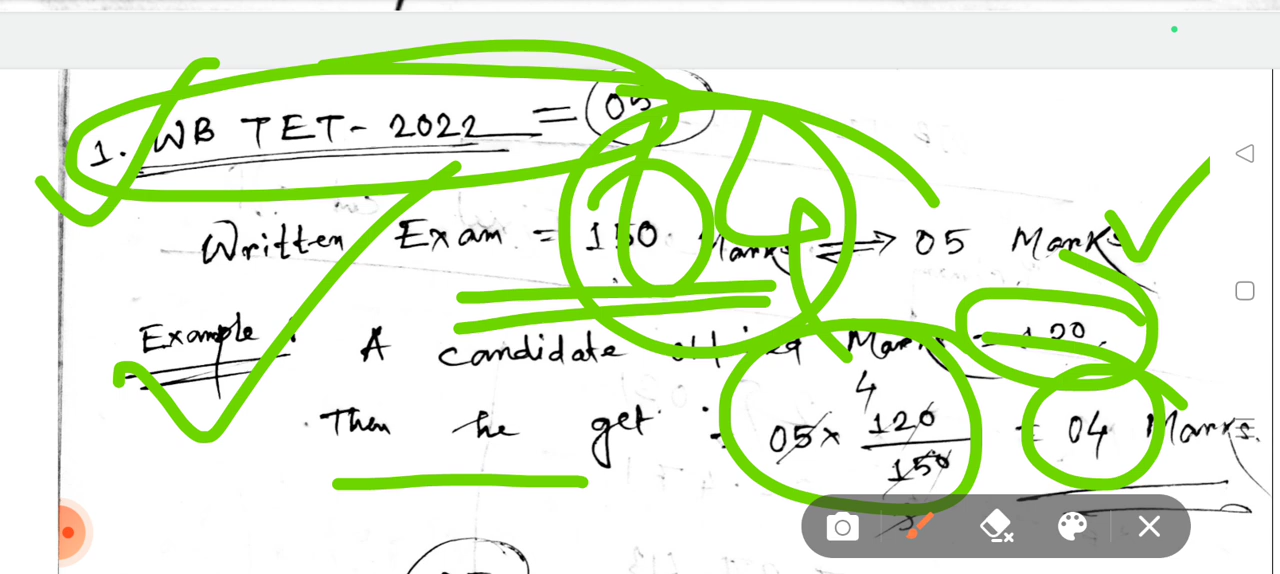 1. WB TET- 2022 = 05
Written Exam = 150 Marks ⟺ 05 Marks
Example : A candidate Marks = 120.
Then he get : 05 x 120/150 = 04 Marks.
4